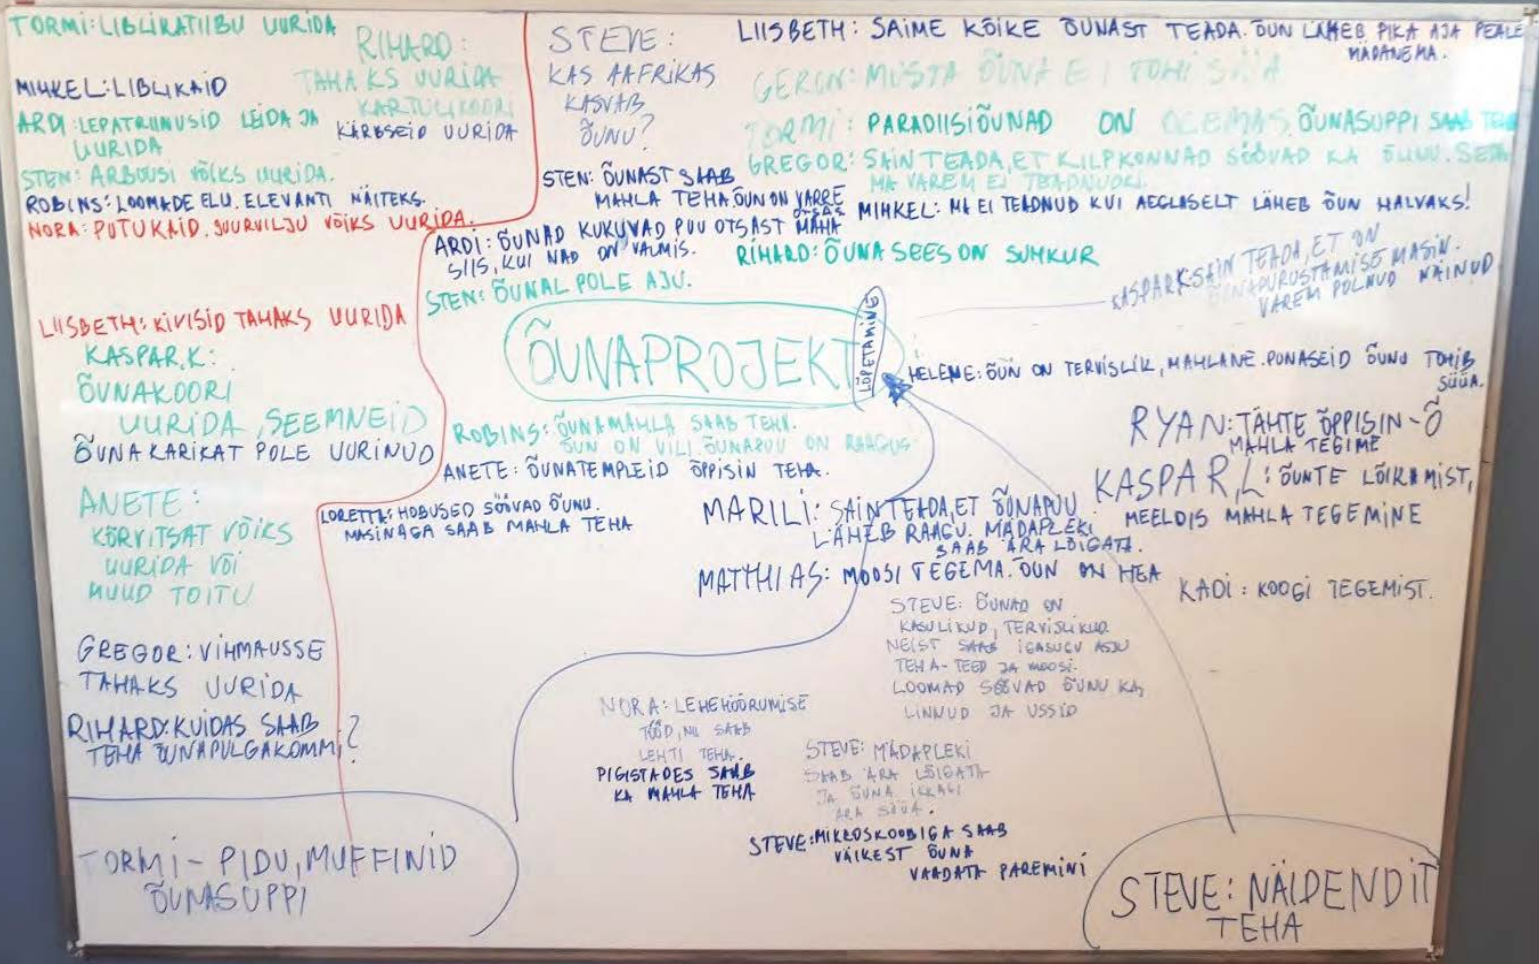 TORMI: LIBLIKATIIBU UURIDA
RIHARD:
TAHAKS UURIDA
KARTULIKOORI
MIHKEL: LIBLIKAID
ARDI: LEPATRIINUSID LEIDA JA
UURIDA
KÄRBSEID UURIDA
STEN: ARBUUSI VÕIKS UURIDA.
ROBINS: LOOMADE ELU. ELEVANTI NÄITEKS.
NORA: PUTUKAID. JUURVILJU VÕIKS UURIDA.
LIISBETH: KIVISID TAHAKS UURIDA
KASPAR.K:
ÕUNAKOORI
UURIDA, SEEMNEID
ÕUNAKARIKAT POLE UURINUD
ANETE:
KÕRVITSAT VÕIKS
UURIDA VÕI
MUUD TOITU
GREGOR: VIHMAUSSE
TAHAKS UURIDA
RIHARD: KUIDAS SAAB
TEHA ÕUNAPULGAKOMMI?
TORMI - PIDU, MUFFINID
ÕUNASUPPI
STEVE:
KAS AAFRIKAS
KASVAB
ÕUNU?
STEN: ÕUNAST SAAB
MAHLA TEHA. ÕUN ON VARRE
OTSAS
ARDI: ÕUNAD KUKUVAD PUU OTSAST MAHA
SIIS, KUI NAD ON VALMIS.
STEN: ÕUNAL POLE AJU.
LIISBETH: SAIME KÕIKE ÕUNAST TEADA. ÕUN LÄHEB PIKA AJA PEALE
MÄDANEMA.
GERON: MUSTA ÕUNA EI TOHI SÜÜA
TORMI: PARADIISIÕUNAD ON OLEMAS. ÕUNASUPPI SAAB TEHA
GREGOR: SAIN TEADA, ET KILPKONNAD SÖÖVAD KA ÕUNU. SEDA
MA VAREM EI TEADNUD
MIHKEL: MA EI TEADNUD KUI AEGLASELT LÄHEB ÕUN HALVAKS!
RIHARD: ÕUNA SEES ON SUHKUR
KASPAR.K SAIN TEADA, ET ON
ÕUNAPURUSTAMISE MASIN.
VAREM POLNUD NÄINUD
ÕUNAPROJEKT
LÕPETAMINE
HELENE: ÕUN ON TERVISLIK, MAHLANE. PUNASEID ÕUNU TOHIB
SÜÜA.
ROBINS: ÕUNAMAHLA SAAB TEHA.
ÕUN ON VILI. ÕUNAPUU ON RAAGUS
ANETE: ÕUNATEMPLEID ÕPPISIN TEHA.
LORETTA: HOBUSED SÖÖVAD ÕUNU.
MASINAGA SAAB MAHLA TEHA
RYAN: TÄHTE ÕPPISIN - Õ
MAHLA TEGIME
KASPAR,L: ÕUNTE LÕIKAMIST,
MEELDIS MAHLA TEGEMINE
MARILI: SAIN TEADA, ET ÕUNAPUU
LÄHEB RAAGU. MÄDAPLEKI
SAAB ÄRA LÕIGATA.
MATTHIAS: MOOSI TEGEMA. ÕUN ON HEA
KADI: KOOGI TEGEMIST.
STEVE: ÕUNAD ON
KASULIKUD, TERVISLIKUD.
NEIST SAAB IGASUGU ASJU
TEHA - TEED JA MOOSI.
LOOMAD SÖÖVAD ÕUNU KA,
LINNUD JA USSID
NORA: LEHEHÕÕRUMISE
TÖÖD, NII SAAB
LEHTI TEHA.
PIGISTADES SAAB
KA MAHLA TEHA
STEVE: MÄDAPLEKI
SAAB ÄRA LÕIGATA
JA ÕUNA IKKAGI
ÄRA SÜÜA.
STEVE: MIKROSKOOBIGA SAAB
VÄIKEST ÕUNA
VAADATA PAREMINI
STEVE: NÄIDENDIT
TEHA